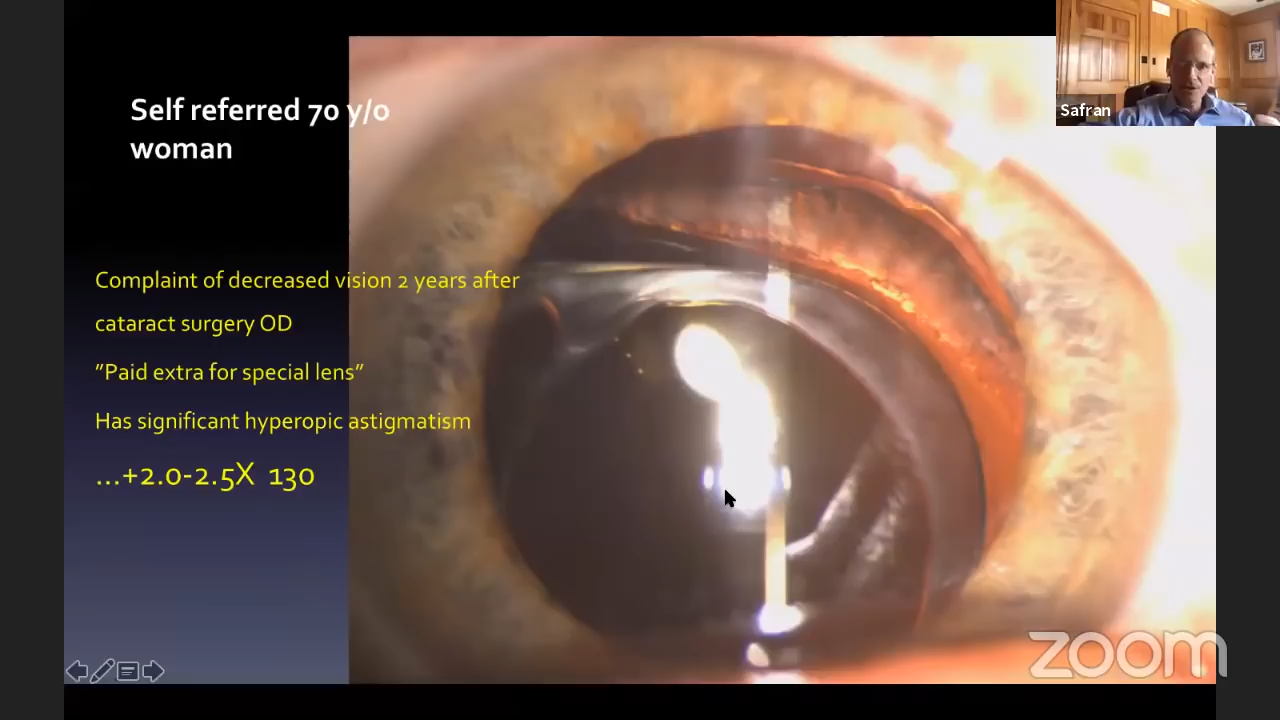 Self referred 70 y/o
woman
Complaint of decreased vision 2 years after
cataract surgery OD
”Paid extra for special lens”
Has significant hyperopic astigmatism
...+2.0-2.5X 130
Safran
zoom